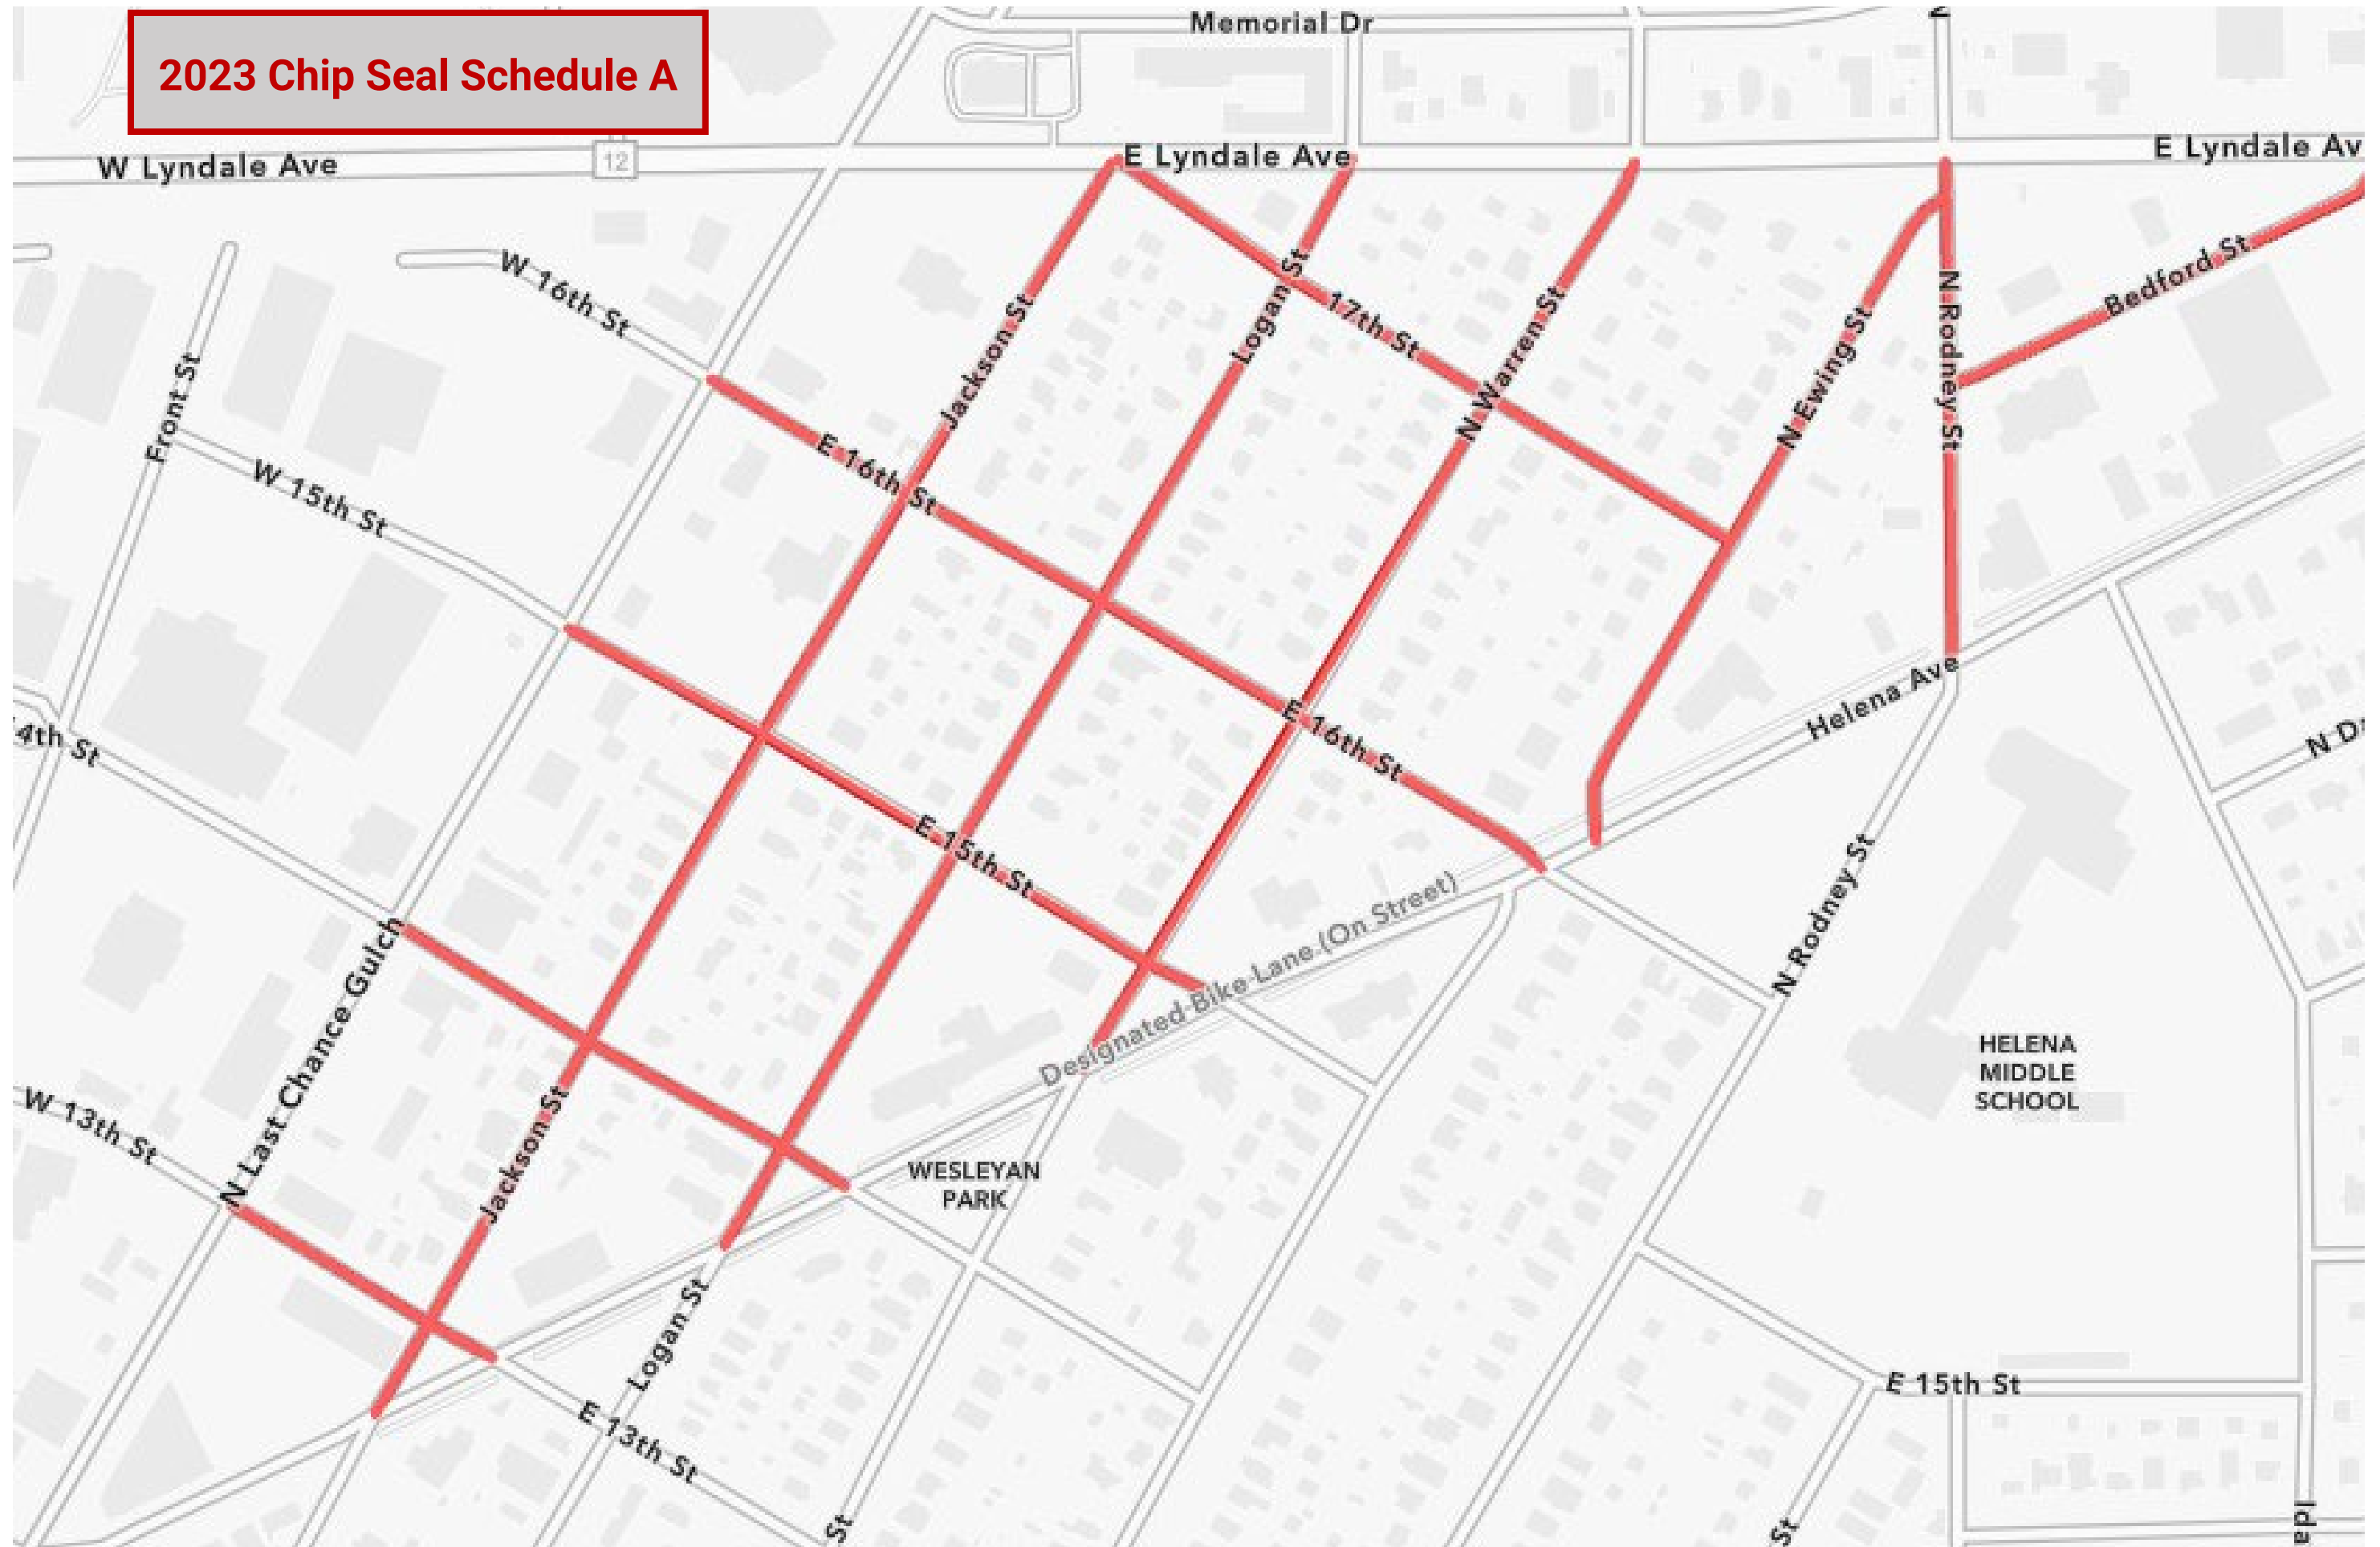 Memorial Dr
2023 Chip Seal Schedule A
E Lyndale Ave
E Lyndale Av
W Lyndale Ave
12
W 16th St
Logan St
17th St
N Warren St
N Ewing St
N Rodney St
Bedford St
Jackson St
Front St
E 16th St
W 15th St
Helena Ave
E 16th St
4th St
N D
E 15th St
N Rodney St
Designated Bike Lane (On Street)
N Last Chance Gulch
HELENA
MIDDLE
SCHOOL
W 13th St
Jackson St
WESLEYAN
PARK
Logan St
E 15th St
E 13th St
St
St
Ida